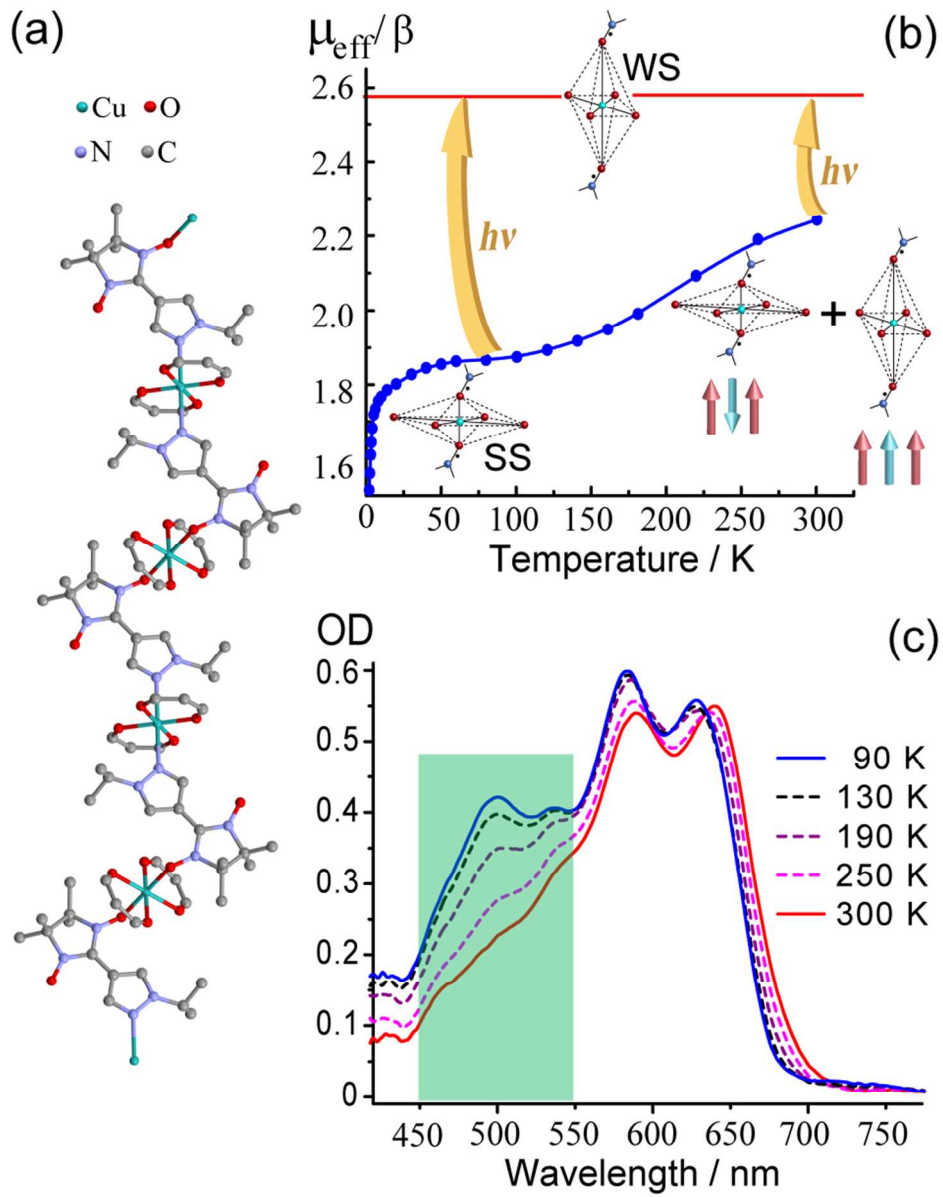 (a)
Cu O
N C
μeff/β
(b)
WS
2.6
2.4
2.2
2.0
1.8
1.6
hν
hν
+
SS
0 50 100 150 200 250 300
Temperature / K
OD
(c)
0.6
0.5
0.4
0.3
0.2
0.1
0
90 K
130 K
190 K
250 K
300 K
450 500 550 600 650 700 750
Wavelength / nm